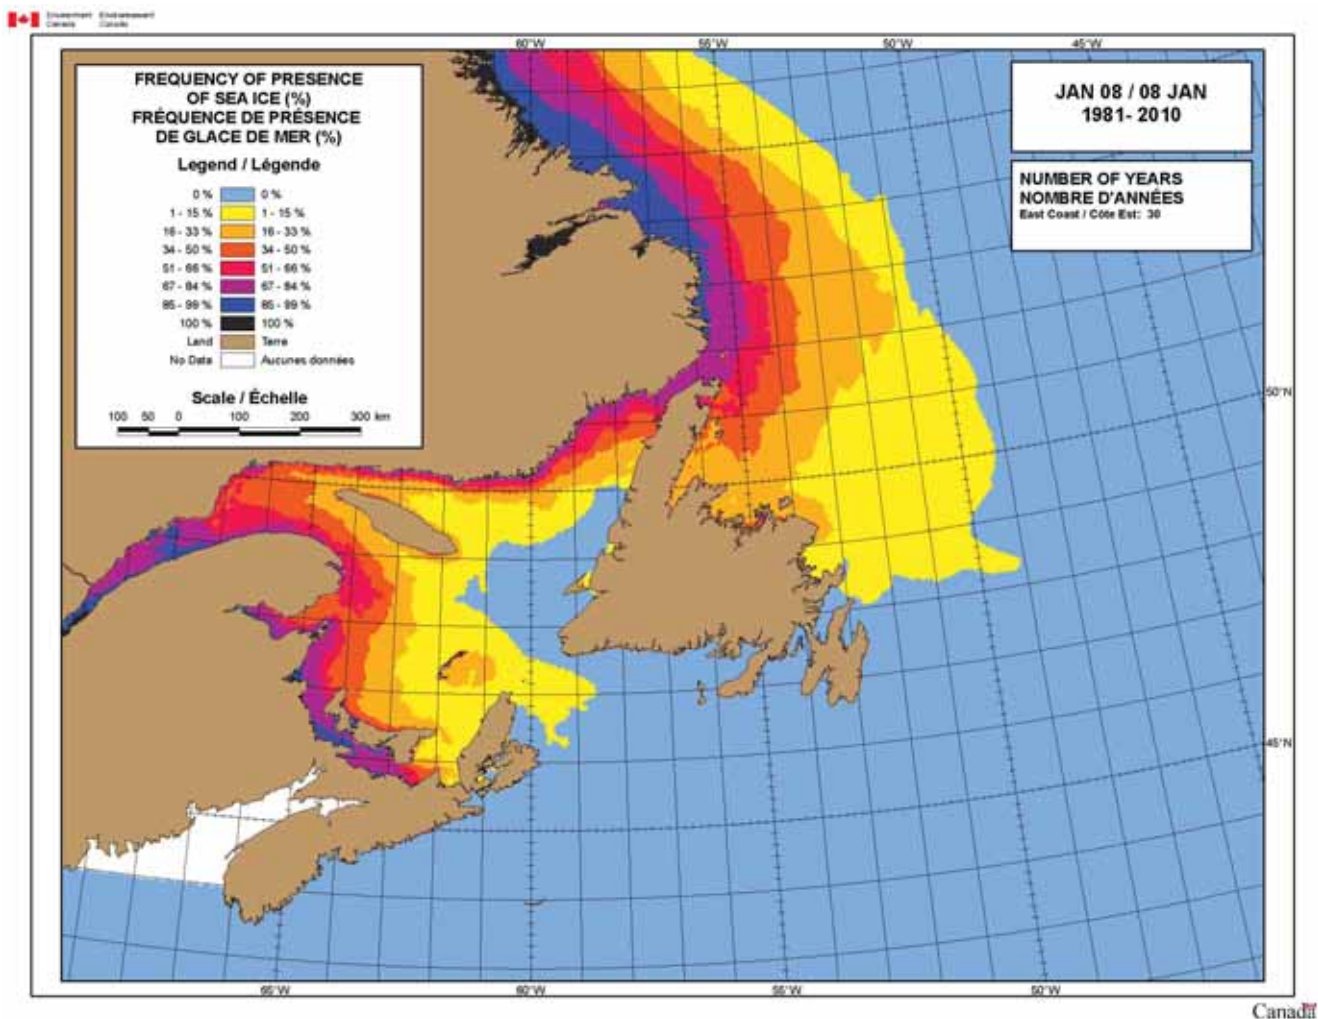 Environment Environnement
Canada Canada
60°W 55°W 50°W 45°W
FREQUENCY OF PRESENCE
OF SEA ICE (%)
FRÉQUENCE DE PRÉSENCE
DE GLACE DE MER (%)
Legend / Légende
0 % 0 %
1 - 15 % 1 - 15 %
16 - 33 % 16 - 33 %
34 - 50 % 34 - 50 %
51 - 66 % 51 - 66 %
67 - 84 % 67 - 84 %
85 - 99 % 85 - 99 %
100 % 100 %
Land Terre
No Data Aucunes données
Scale / Échelle
100 50 0 100 200 300 km
JAN 08 / 08 JAN
1981- 2010
NUMBER OF YEARS
NOMBRE D'ANNÉES
East Coast / Côte Est: 30
50°N
45°N
65°W 60°W 55°W 50°W
Canada